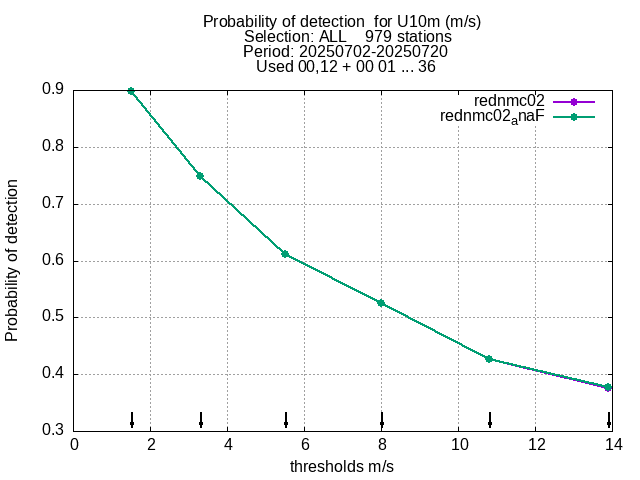 Probability of detection  for U10m (m/s)
Selection: ALL    979 stations
Period: 20250702-20250720
Used 00,12 + 00 01 ... 36
rednmc02
rednmc02anaF
0.9
0.8
0.7
0.6
0.5
0.4
0.3
Probability of detection
0 2 4 6 8 10 12 14
thresholds m/s